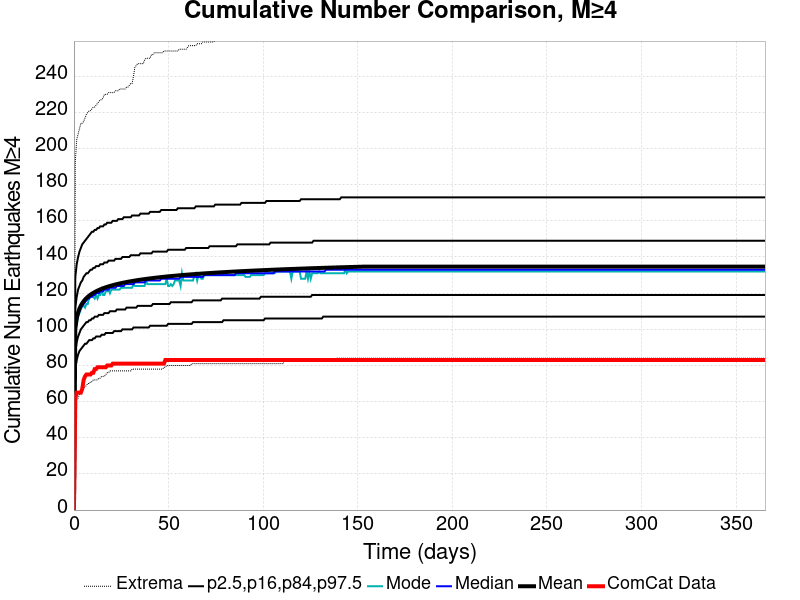 Cumulative Number Comparison, M≥4
Cumulative Num Earthquakes M≥4
240
220
200
180
160
140
120
100
80
60
40
20
0
0 50 100 150 200 250 300 350
Time (days)
Extrema p2.5,p16,p84,p97.5 Mode Median Mean ComCat Data